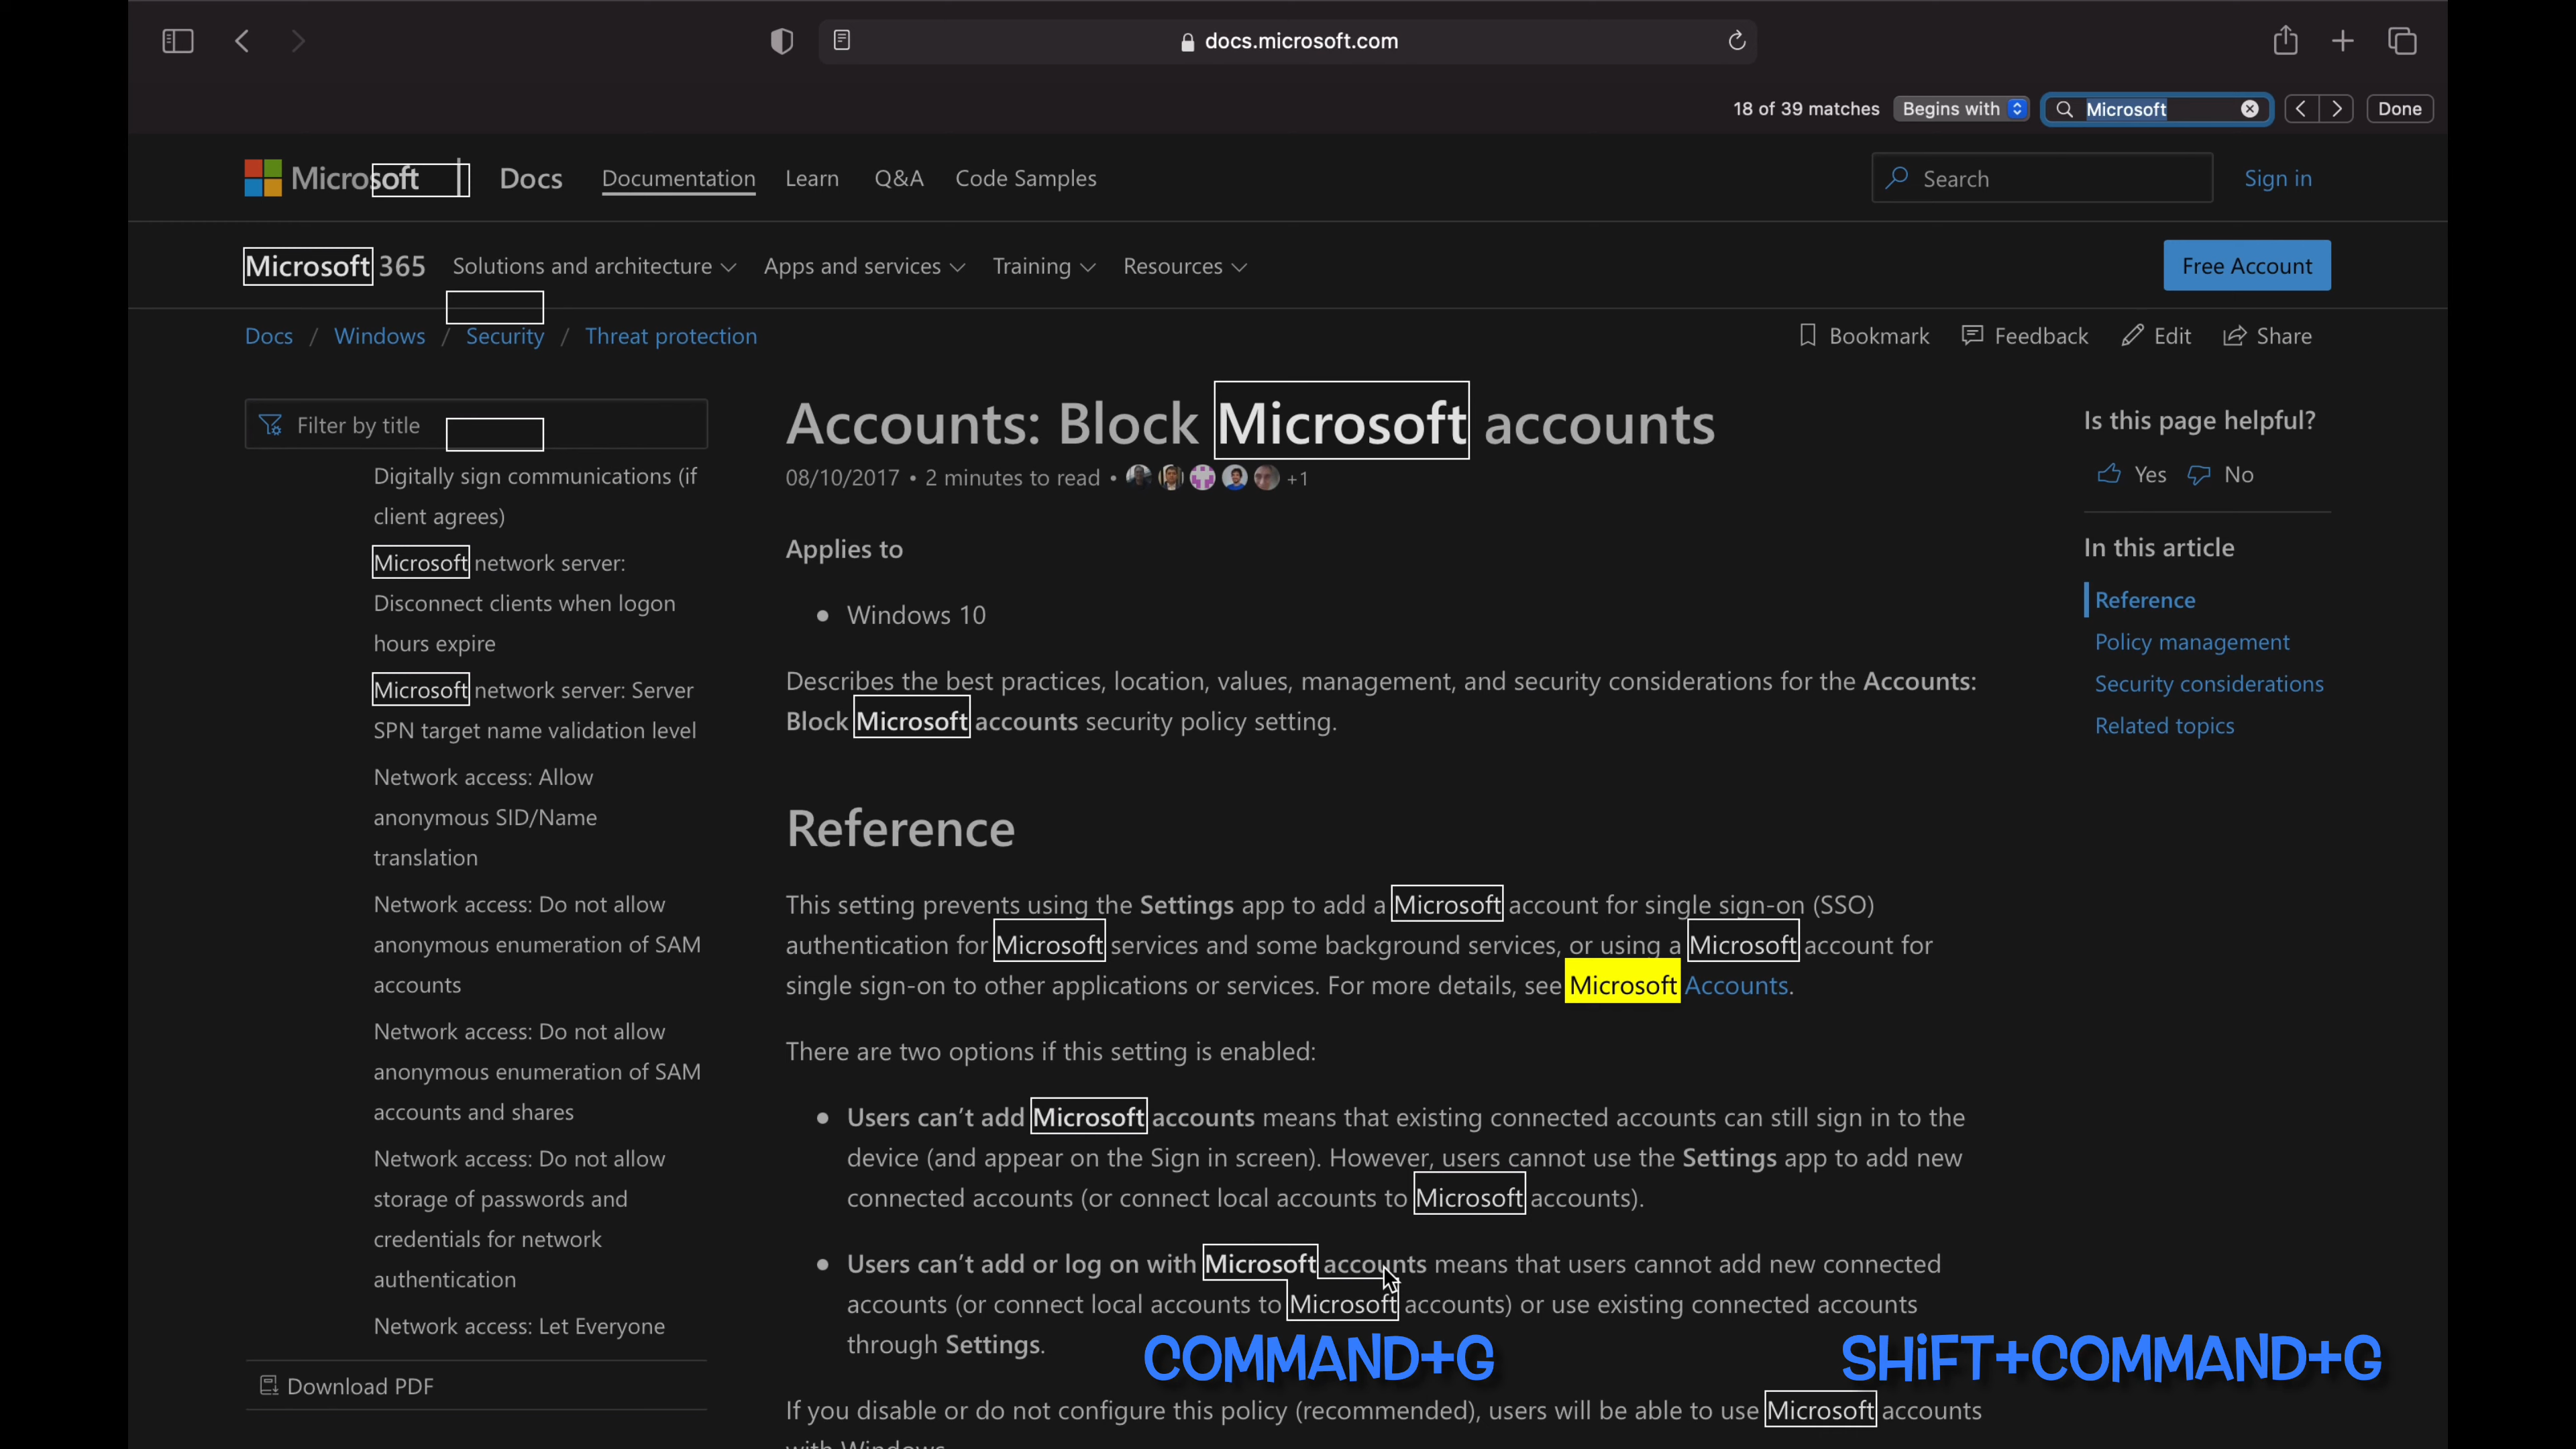 docs.microsoft.com
18 of 39 matches Begins with Microsoft Done
Microsoft Docs Documentation Learn Q&A Code Samples Search Sign in
Microsoft 365 Solutions and architecture Apps and services Training Resources Free Account
Docs / Windows / Security / Threat protection Bookmark Feedback Edit Share
Filter by title
Digitally sign communications (if
client agrees)
Microsoft network server:
Disconnect clients when logon
hours expire
Microsoft network server: Server
SPN target name validation level
Network access: Allow
anonymous SID/Name
translation
Network access: Do not allow
anonymous enumeration of SAM
accounts
Network access: Do not allow
anonymous enumeration of SAM
accounts and shares
Network access: Do not allow
storage of passwords and
credentials for network
authentication
Network access: Let Everyone
Download PDF
Accounts: Block Microsoft accounts
08/10/2017 • 2 minutes to read • +1
Applies to
• Windows 10
Describes the best practices, location, values, management, and security considerations for the Accounts:
Block Microsoft accounts security policy setting.
Reference
This setting prevents using the Settings app to add a Microsoft account for single sign-on (SSO)
authentication for Microsoft services and some background services, or using a Microsoft account for
single sign-on to other applications or services. For more details, see Microsoft Accounts.
There are two options if this setting is enabled:
• Users can’t add Microsoft accounts means that existing connected accounts can still sign in to the
device (and appear on the Sign in screen). However, users cannot use the Settings app to add new
connected accounts (or connect local accounts to Microsoft accounts).
• Users can’t add or log on with Microsoft accounts means that users cannot add new connected
accounts (or connect local accounts to Microsoft accounts) or use existing connected accounts
through Settings.
COMMAND+G SHiFT+COMMAND+G
If you disable or do not configure this policy (recommended), users will be able to use Microsoft accounts
with Windows
Is this page helpful?
Yes No
In this article
Reference
Policy management
Security considerations
Related topics